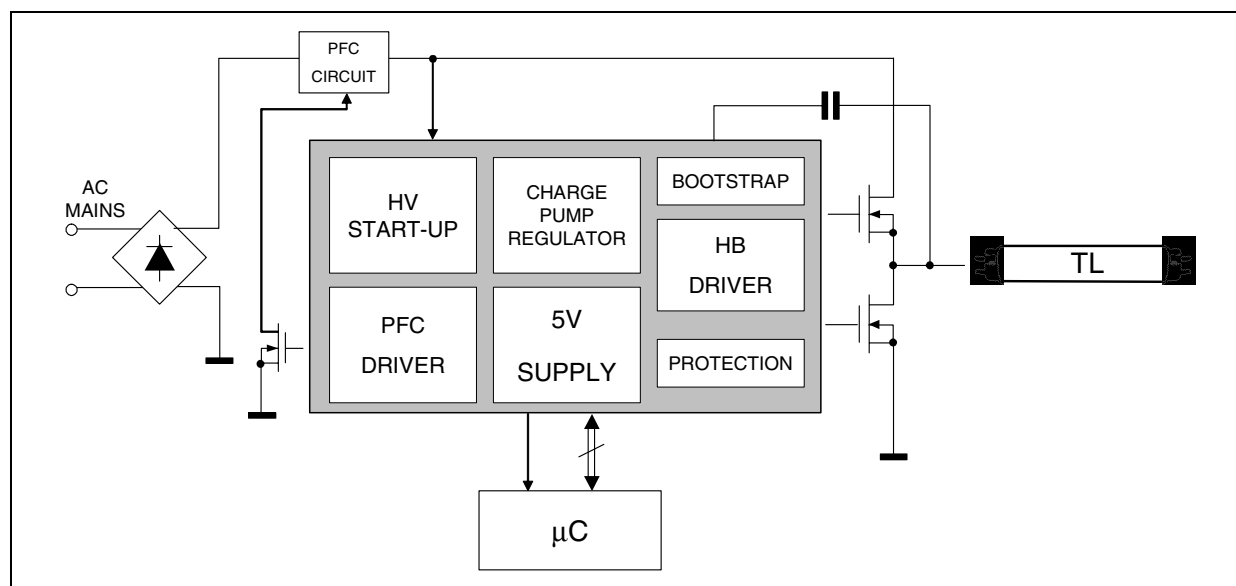 PFC
CIRCUIT
AC
MAINS
HV
START-UP
CHARGE
PUMP
REGULATOR
BOOTSTRAP
HB
DRIVER
PFC
DRIVER
5V
SUPPLY
PROTECTION
TL
μC